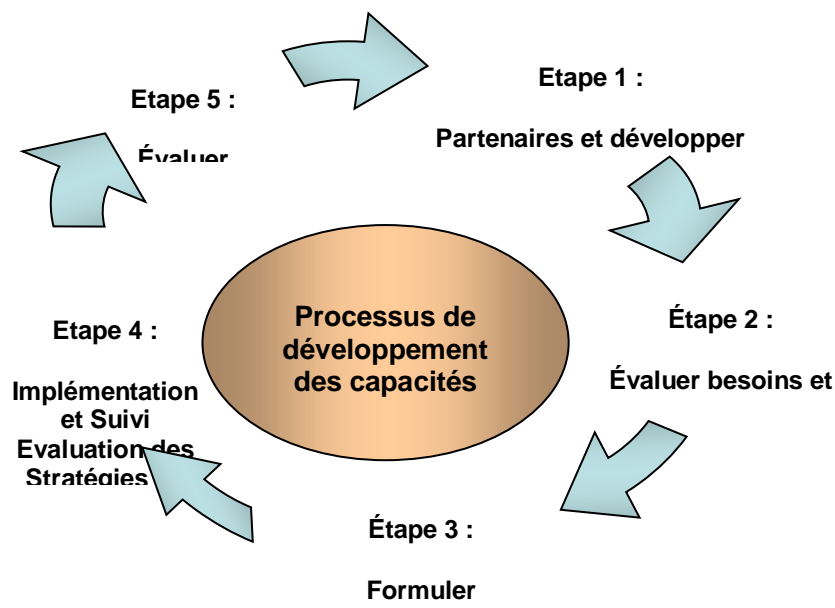 Etape 1 :
Partenaires et développer
Étape 2 :
Évaluer besoins et
Étape 3 :
Formuler
Etape 4 :
Implémentation
et Suivi
Evaluation des
Stratégies
Etape 5 :
Évaluer
Processus de
développement
des capacités